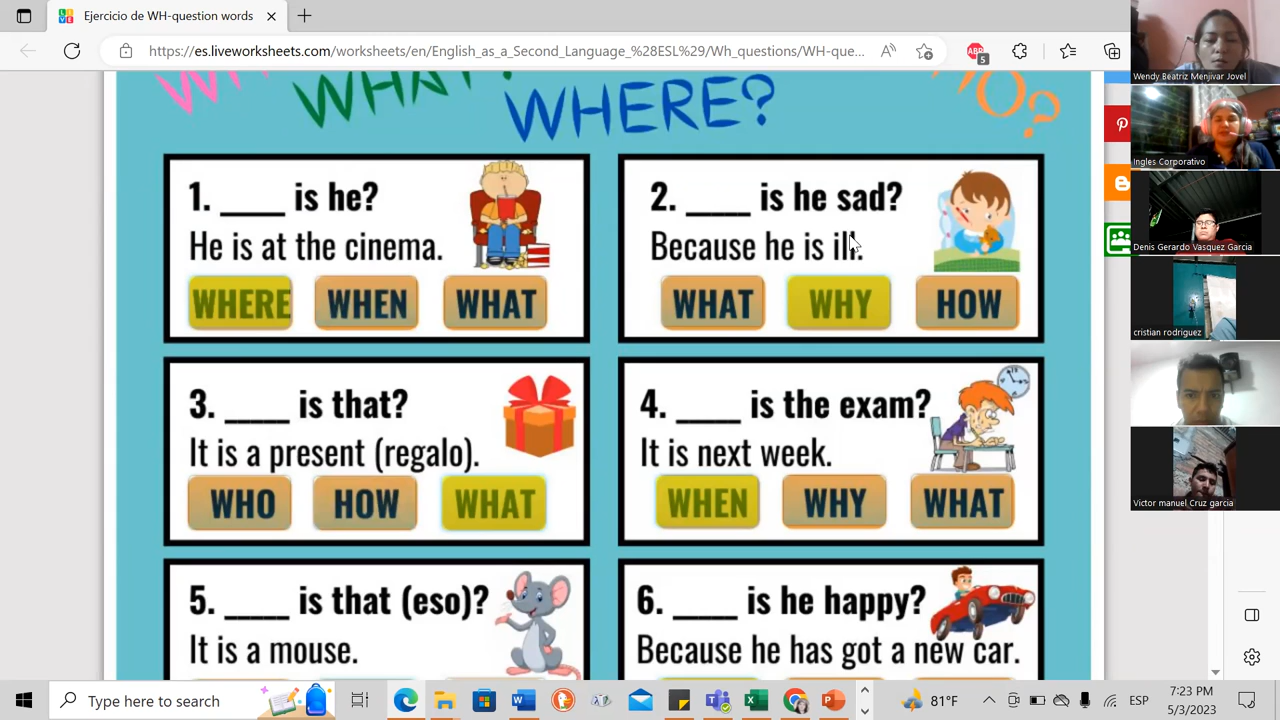 Ejercicio de WH-question words
https://es.liveworksheets.com/worksheets/en/English_as_a_Second_Language_%28ESL%29/Wh_questions/WH-que...
5
WHAT?
WHERE?
WHO?
1. ____ is he?
He is at the cinema.
WHERE WHEN WHAT
2. ____ is he sad?
Because he is ill.
WHAT WHY HOW
3. ____ is that?
It is a present (regalo).
WHO HOW WHAT
4. ____ is the exam?
It is next week.
WHEN WHY WHAT
5. ____ is that (eso)?
It is a mouse.
6. ____ is he happy?
Because he has got a new car.
Wendy Beatriz Menjivar Jovel
Ingles Corporativo
Denis Gerardo Vasquez Garcia
cristian rodriguez
Victor manuel Cruz garcia
Type here to search
81°F
ESP
7:23 PM
5/3/2023